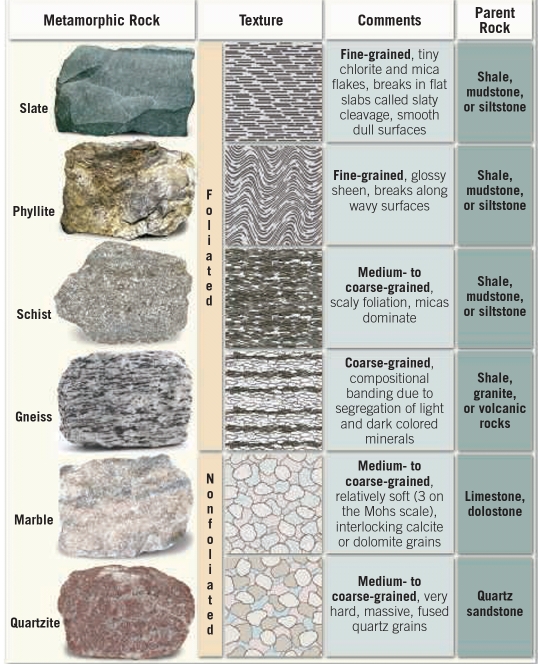 Metamorphic Rock
Texture
Comments
Parent
Rock
Slate
Fine-grained, tiny
chlorite and mica
flakes, breaks in flat
slabs called slaty
cleavage, smooth
dull surfaces
Shale,
mudstone,
or siltstone
Phyllite
Fine-grained, glossy
sheen, breaks along
wavy surfaces
Shale,
mudstone,
or siltstone
Foliated
Schist
Medium- to
coarse-grained,
scaly foliation, micas
dominate
Shale,
mudstone,
or siltstone
Gneiss
Coarse-grained,
compositional
banding due to
segregation of light
and dark colored
minerals
Shale,
granite,
or volcanic
rocks
Marble
Medium- to
coarse-grained,
relatively soft (3 on
the Mohs scale),
interlocking calcite
or dolomite grains
Limestone,
dolostone
Nonfoliated
Quartzite
Medium- to
coarse-grained, very
hard, massive, fused
quartz grains
Quartz
sandstone